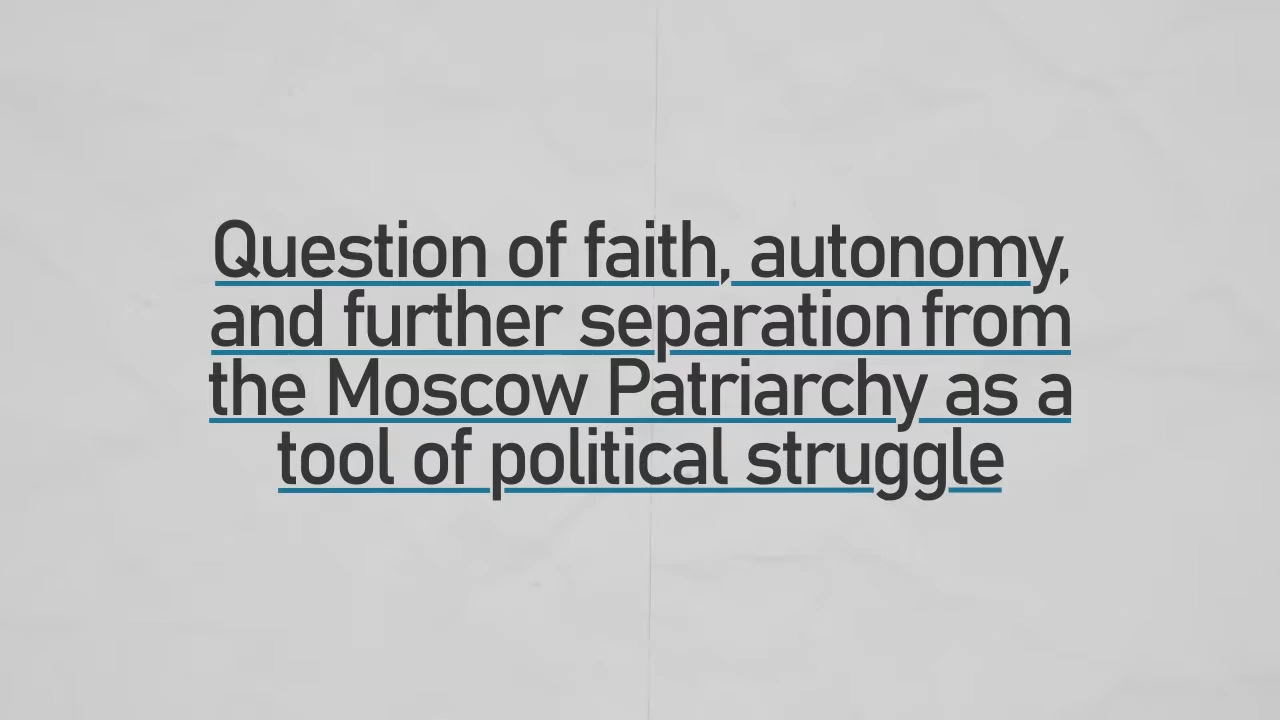 Question of faith, autonomy,
and further separation from
the Moscow Patriarchy as a
tool of political struggle